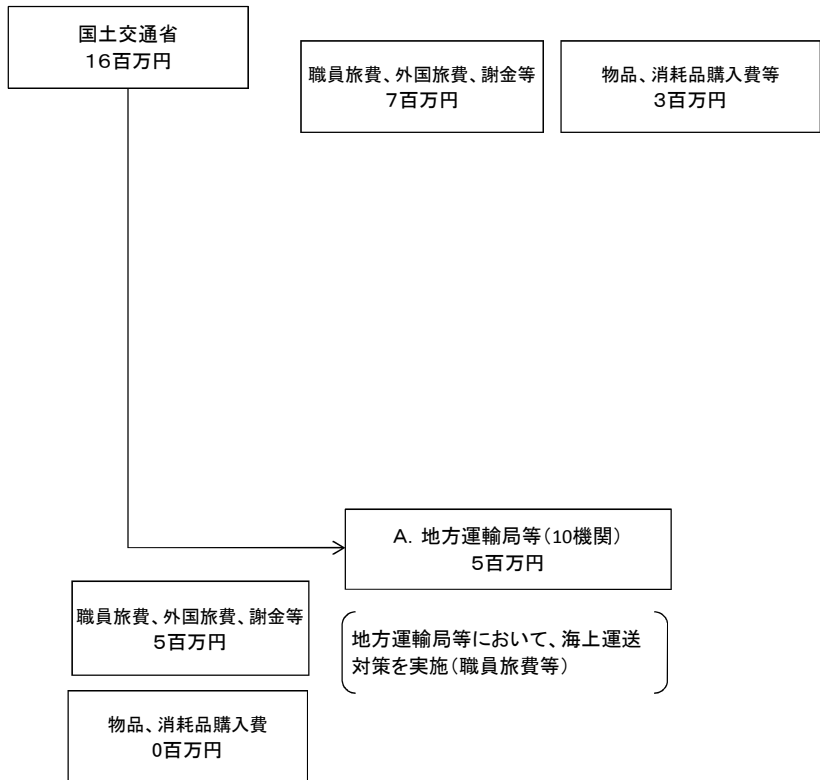 国土交通省
16百万円
職員旅費、外国旅費、謝金等
7百万円
物品、消耗品購入費等
3百万円
A. 地方運輸局等(10機関)
5百万円
職員旅費、外国旅費、謝金等
5百万円
地方運輸局等において、海上運送
対策を実施(職員旅費等)
物品、消耗品購入費
0百万円